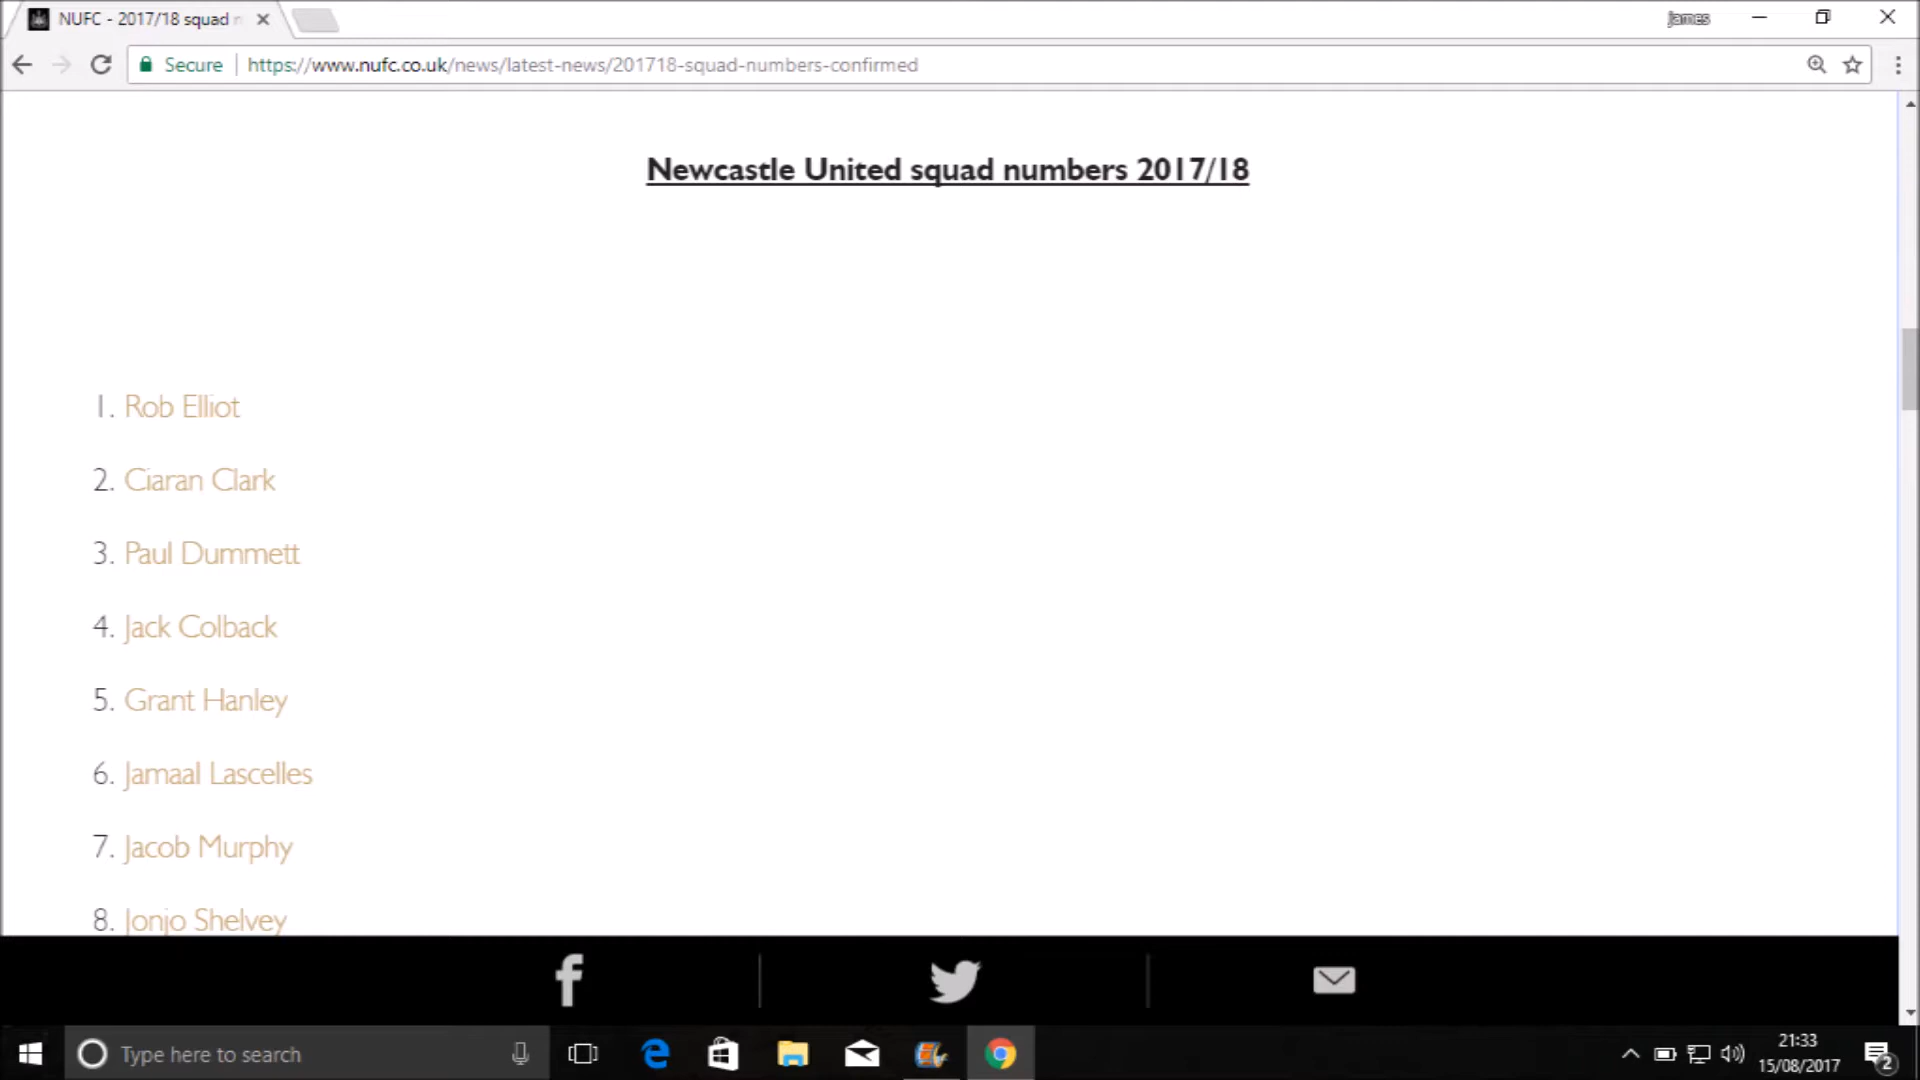 NUFC - 2017/18 squad
james
Secure
https://www.nufc.co.uk/news/latest-news/201718-squad-numbers-confirmed
Newcastle United squad numbers 2017/18
1. Rob Elliot
2. Ciaran Clark
3. Paul Dummett
4. Jack Colback
5. Grant Hanley
6. Jamaal Lascelles
7. Jacob Murphy
8. Jonjo Shelvey
Type here to search
21:33
15/08/2017
2